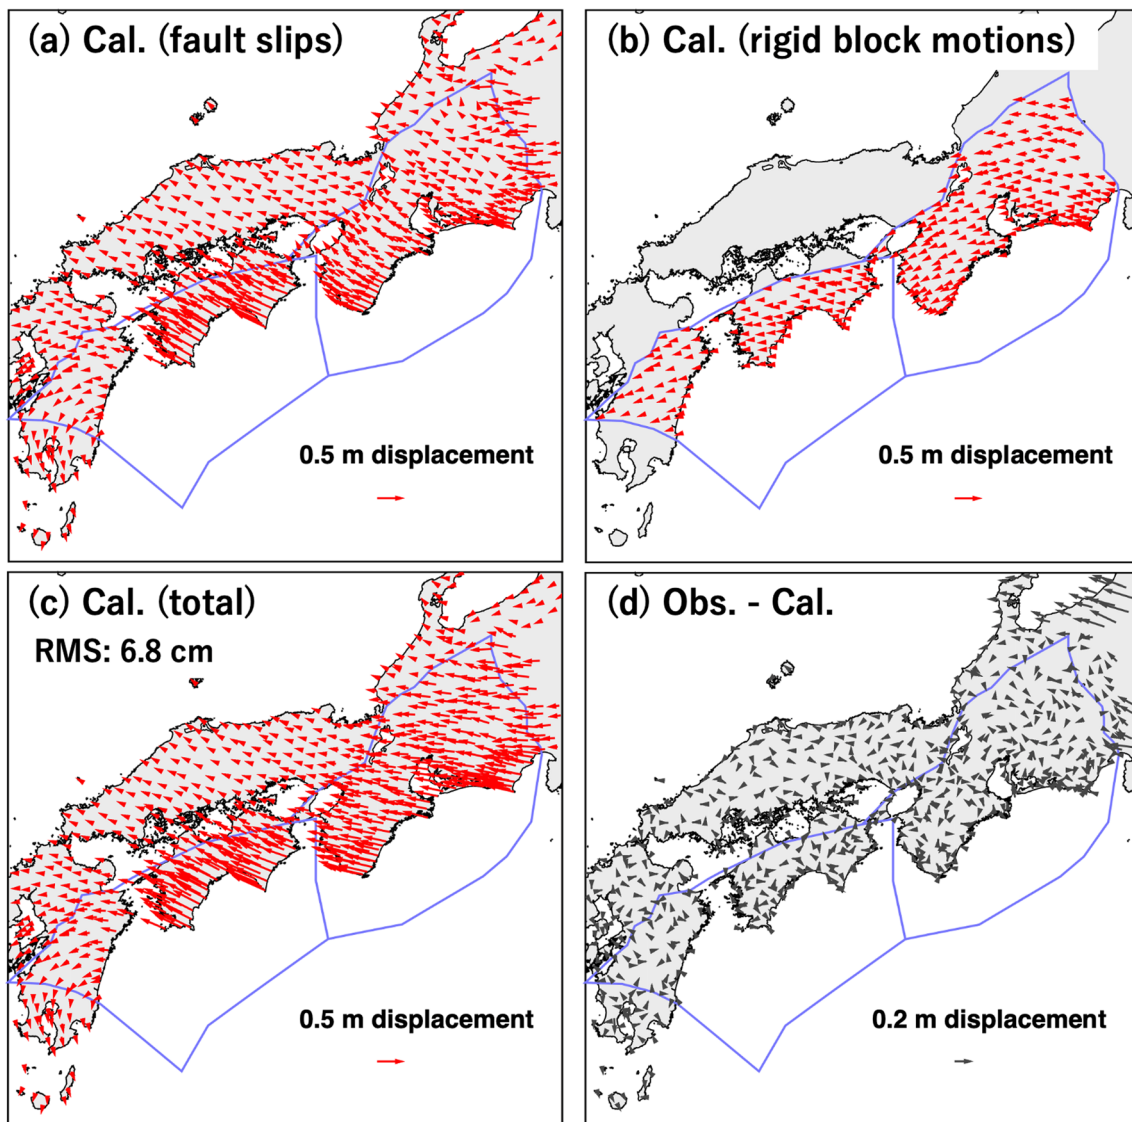 (a) Cal. (fault slips)
(b) Cal. (rigid block motions)
0.5 m displacement
0.5 m displacement
(c) Cal. (total)
RMS: 6.8 cm
(d) Obs. - Cal.
0.5 m displacement
0.2 m displacement